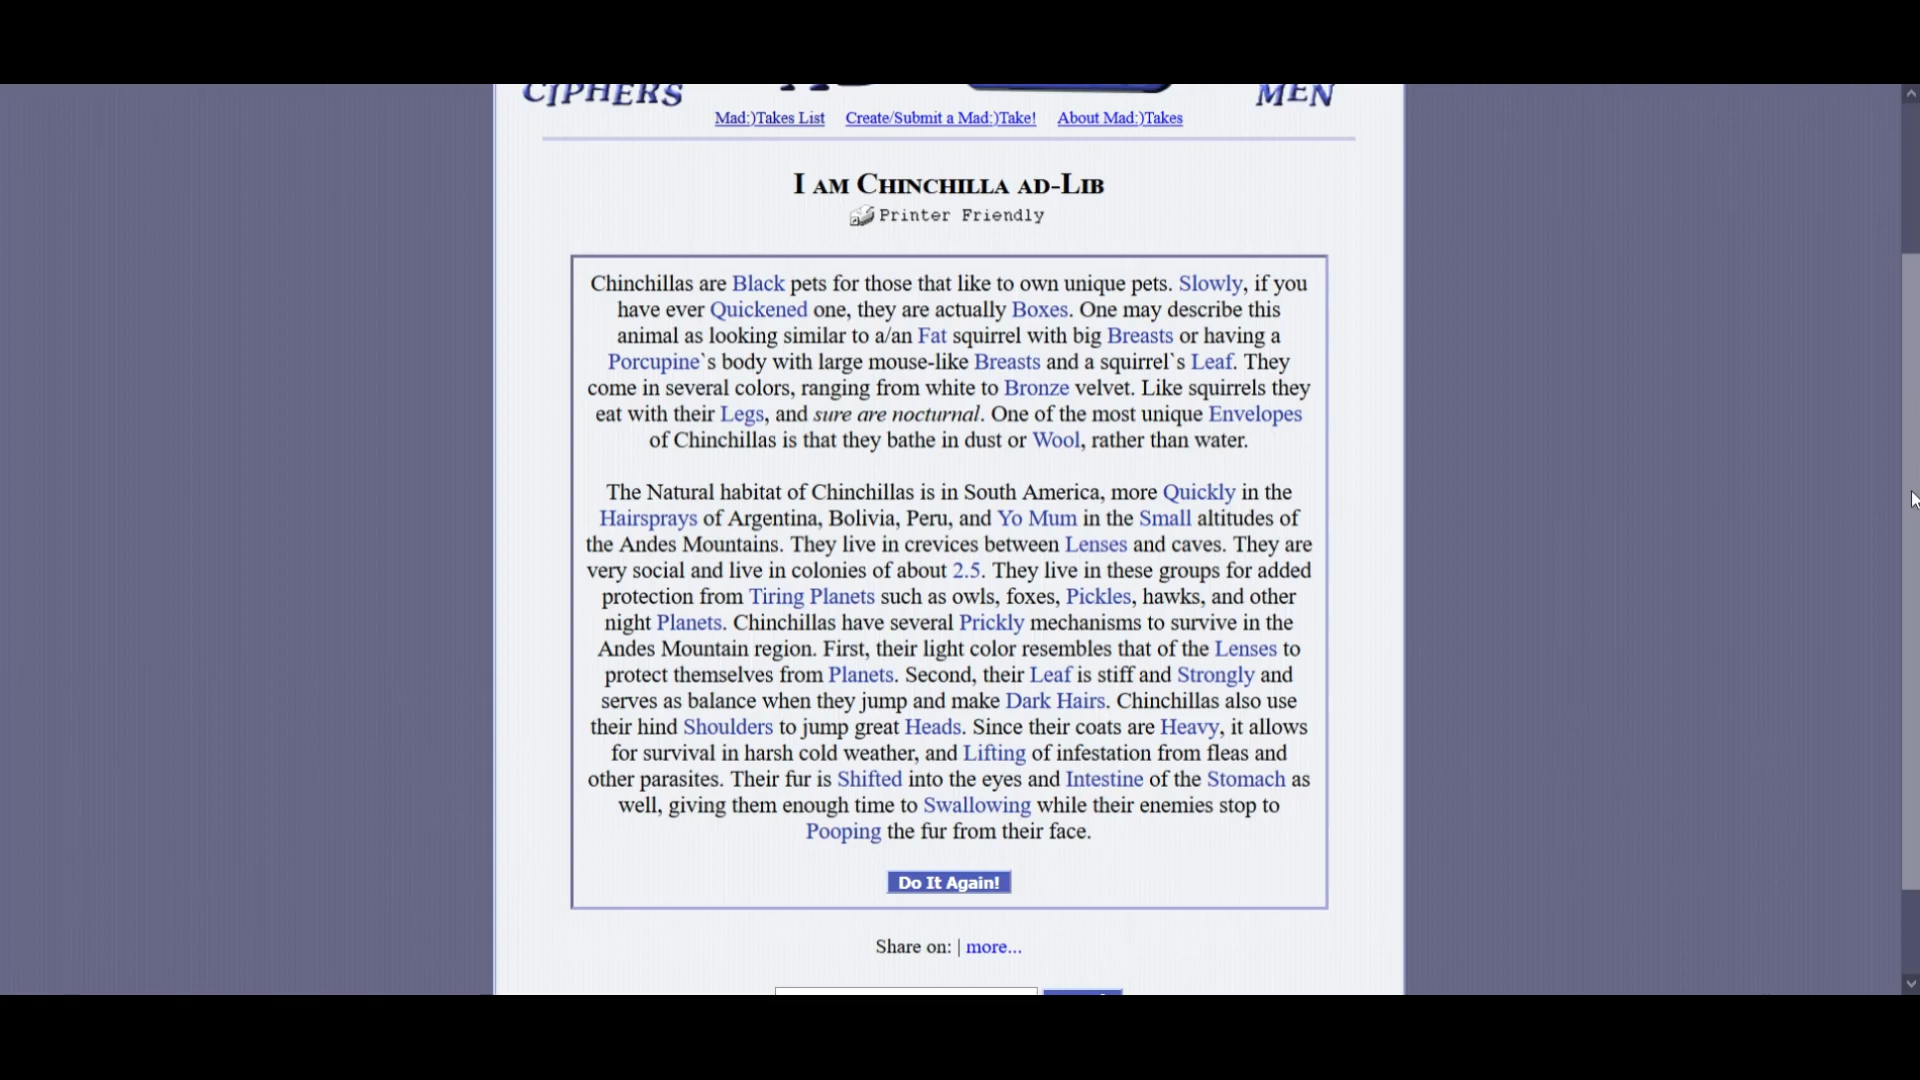 CIPHERS
MEN
Mad:)Takes List Create/Submit a Mad:)Take! About Mad:)Takes
I am Chinchilla ad-Lib
Printer Friendly
Chinchillas are Black pets for those that like to own unique pets. Slowly, if you
have ever Quickened one, they are actually Boxes. One may describe this
animal as looking similar to a/an Fat squirrel with big Breasts or having a
Porcupine`s body with large mouse-like Breasts and a squirrel`s Leaf. They
come in several colors, ranging from white to Bronze velvet. Like squirrels they
eat with their Legs, and sure are nocturnal. One of the most unique Envelopes
of Chinchillas is that they bathe in dust or Wool, rather than water.
The Natural habitat of Chinchillas is in South America, more Quickly in the
Hairsprays of Argentina, Bolivia, Peru, and Yo Mum in the Small altitudes of
the Andes Mountains. They live in crevices between Lenses and caves. They are
very social and live in colonies of about 2.5. They live in these groups for added
protection from Tiring Planets such as owls, foxes, Pickles, hawks, and other
night Planets. Chinchillas have several Prickly mechanisms to survive in the
Andes Mountain region. First, their light color resembles that of the Lenses to
protect themselves from Planets. Second, their Leaf is stiff and Strongly and
serves as balance when they jump and make Dark Hairs. Chinchillas also use
their hind Shoulders to jump great Heads. Since their coats are Heavy, it allows
for survival in harsh cold weather, and Lifting of infestation from fleas and
other parasites. Their fur is Shifted into the eyes and Intestine of the Stomach as
well, giving them enough time to Swallowing while their enemies stop to
Pooping the fur from their face.
Do It Again!
Share on: | more...